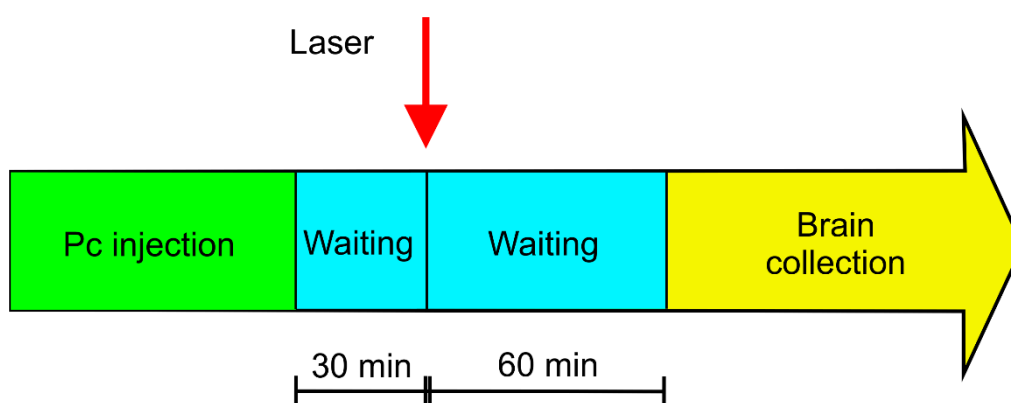 Laser
Pc injection
Waiting
Waiting
Brain
collection
30 min
60 min